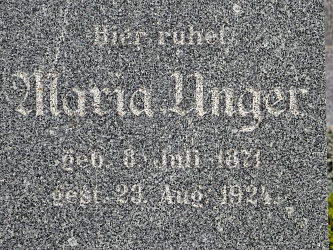 Hier ruhet
Maria Unger
geb. 8. Juli 1871
gest. 23. Aug. 1924.